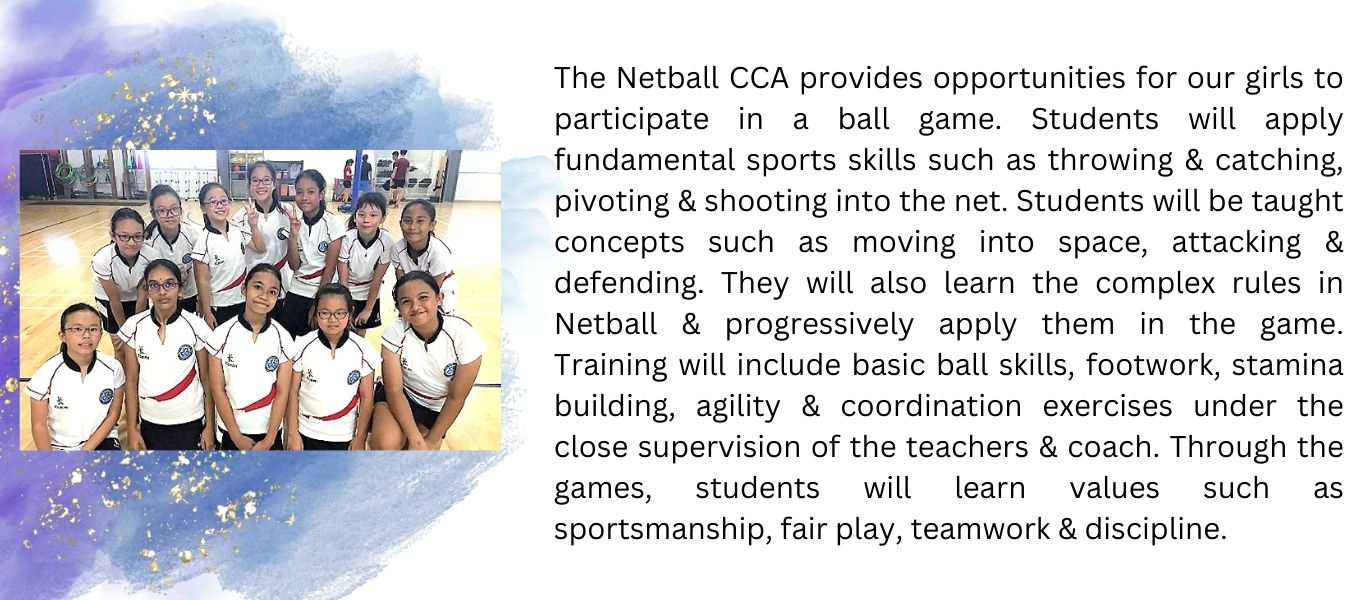 The Netball CCA provides opportunities for our girls to
participate in a ball game. Students will apply
fundamental sports skills such as throwing & catching,
pivoting & shooting into the net. Students will be taught
concepts such as moving into space, attacking &
defending. They will also learn the complex rules in
Netball & progressively apply them in the game.
Training will include basic ball skills, footwork, stamina
building, agility & coordination exercises under the
close supervision of the teachers & coach. Through the
games, students will learn values such as
sportsmanship, fair play, teamwork & discipline.